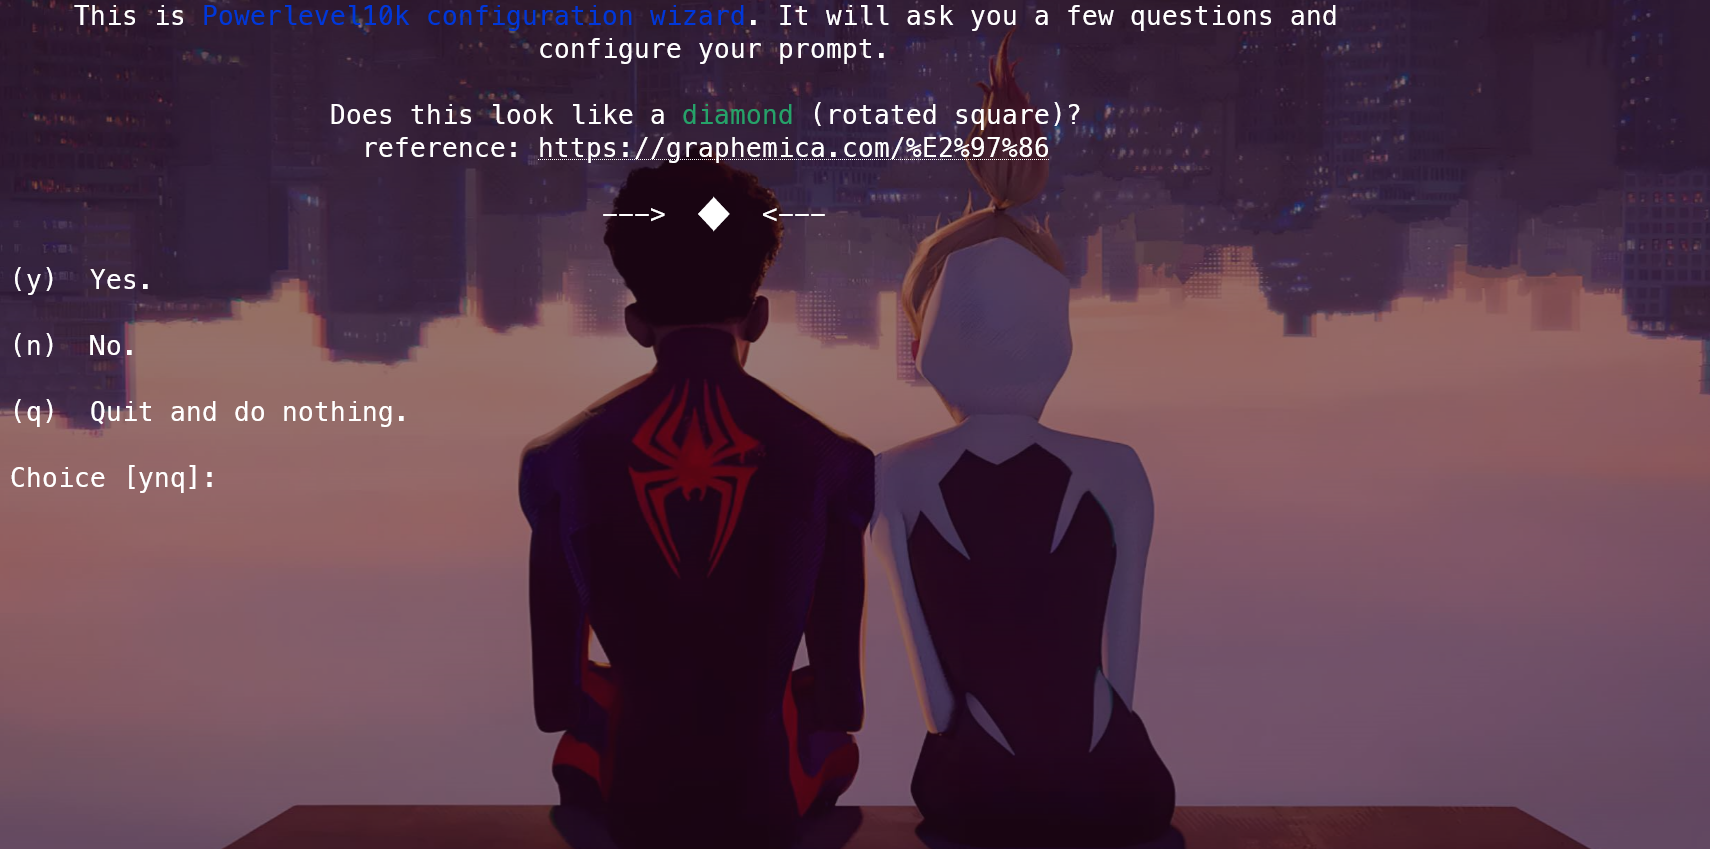 This is Powerlevel10k configuration wizard. It will ask you a few questions and
configure your prompt.
Does this look like a diamond (rotated square)?
reference: https://graphemica.com/%E2%97%86
---> ◆ <---
(y) Yes.
(n) No.
(q) Quit and do nothing.
Choice [ynq]: